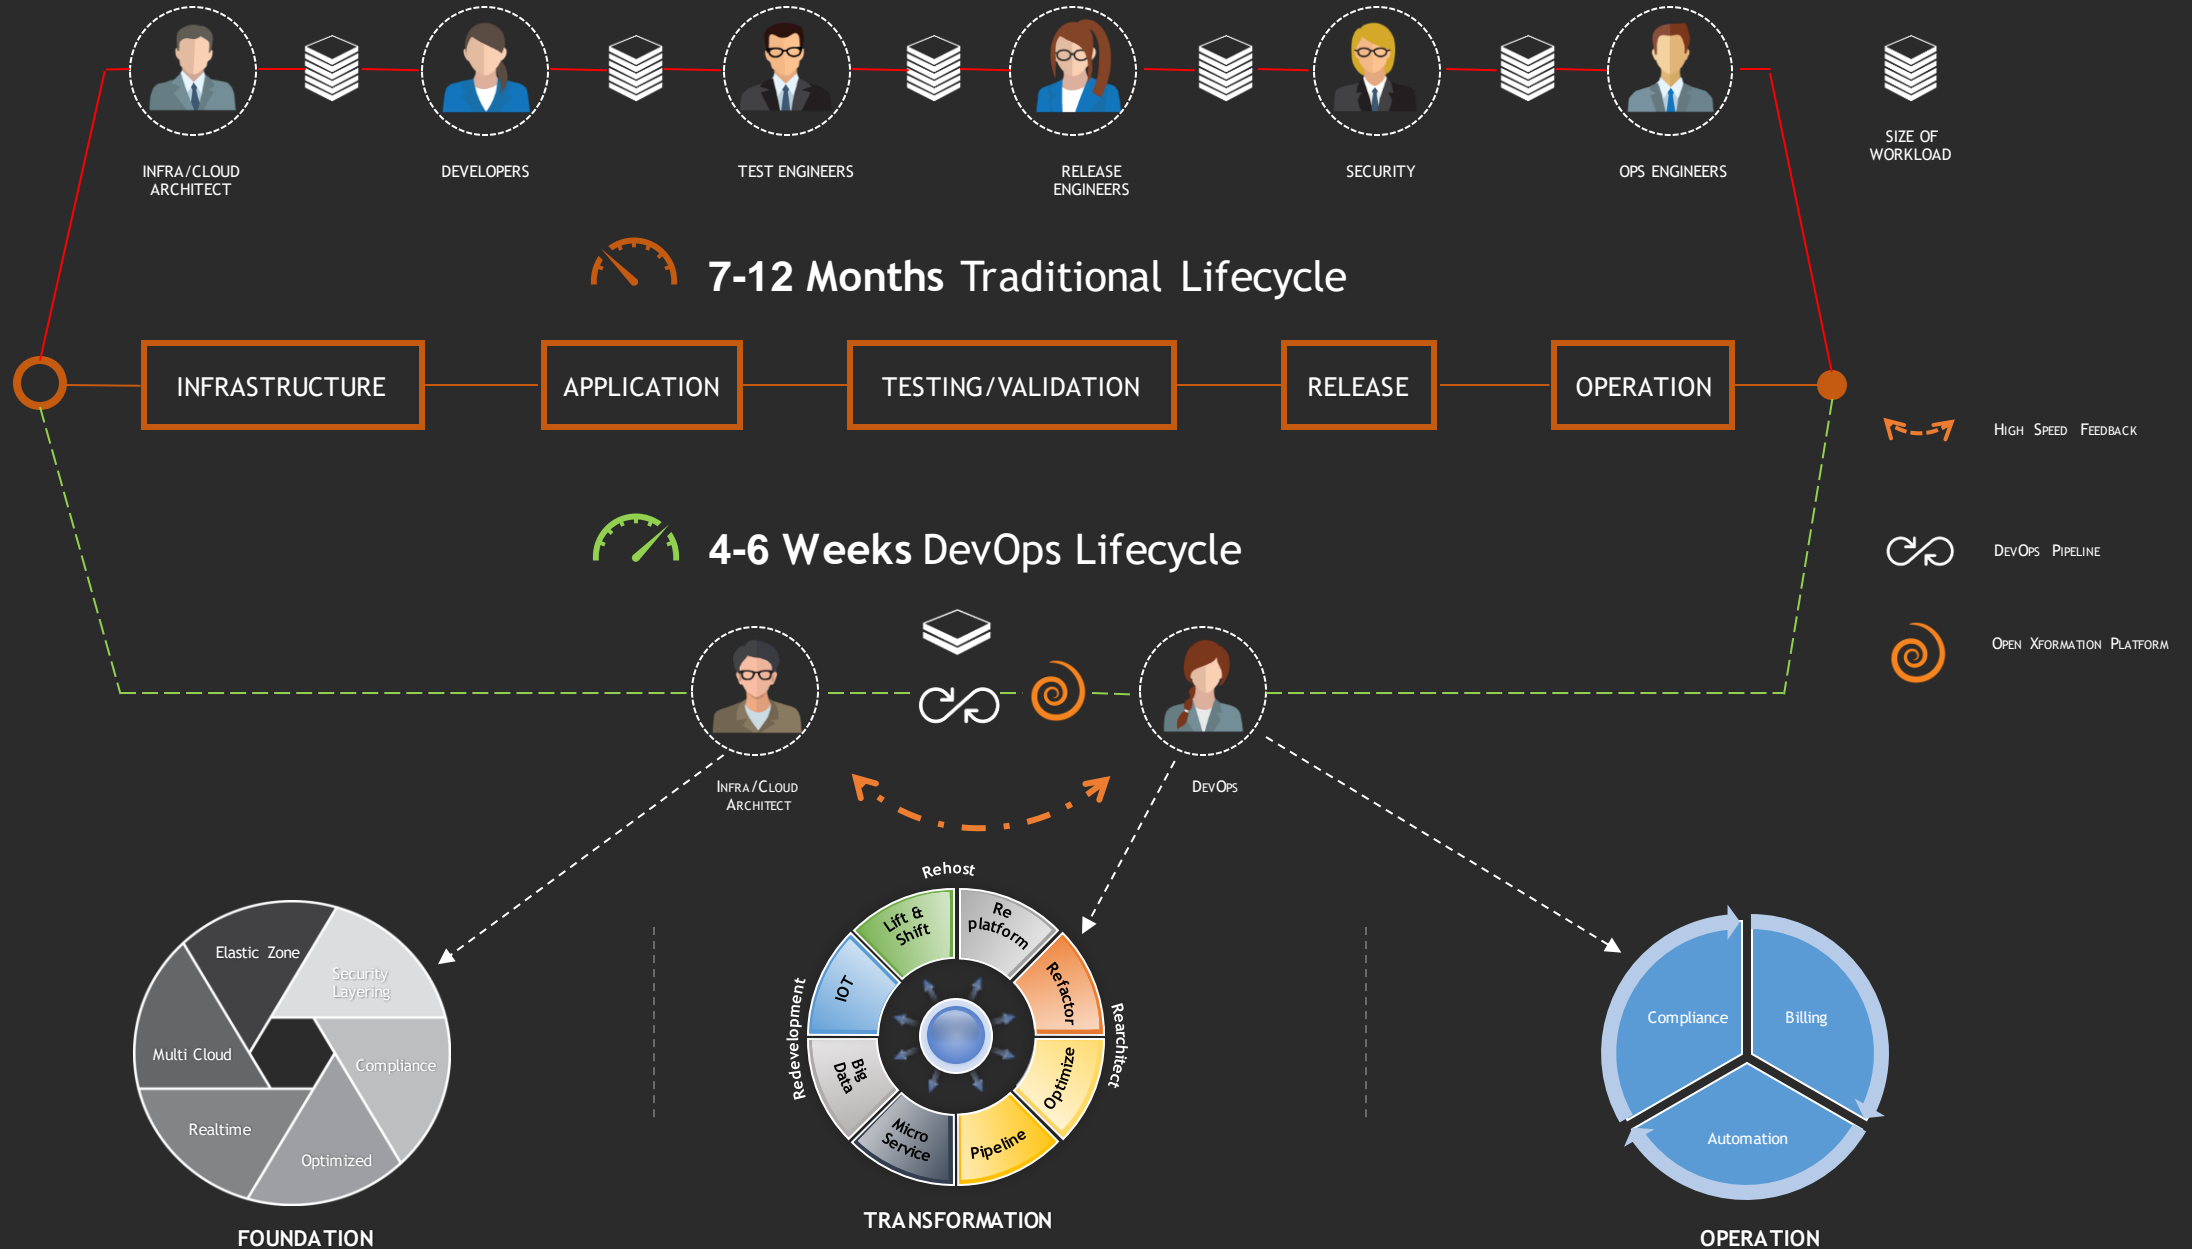 INFRA/CLOUD
ARCHITECT
DEVELOPERS
TEST ENGINEERS
RELEASE
ENGINEERS
SECURITY
OPS ENGINEERS
SIZE OF
WORKLOAD
7-12 Months Traditional Lifecycle
INFRASTRUCTURE
APPLICATION
TESTING/VALIDATION
RELEASE
OPERATION
HIGH SPEED FEEDBACK
DEVOPS PIPELINE
OPEN XFORMATION PLATFORM
4-6 Weeks DevOps Lifecycle
INFRA/CLOUD
ARCHITECT
DEVOPS
Elastic Zone
Security
Layering
Multi Cloud
Compliance
Realtime
Optimized
FOUNDATION
Rehost
Lift &
Shift
Re
platform
Refactor
Rearchitect
Optimize
Pipeline
Micro
Service
Big
Data
IOT
Redevelopment
TRANSFORMATION
Compliance
Billing
Automation
OPERATION